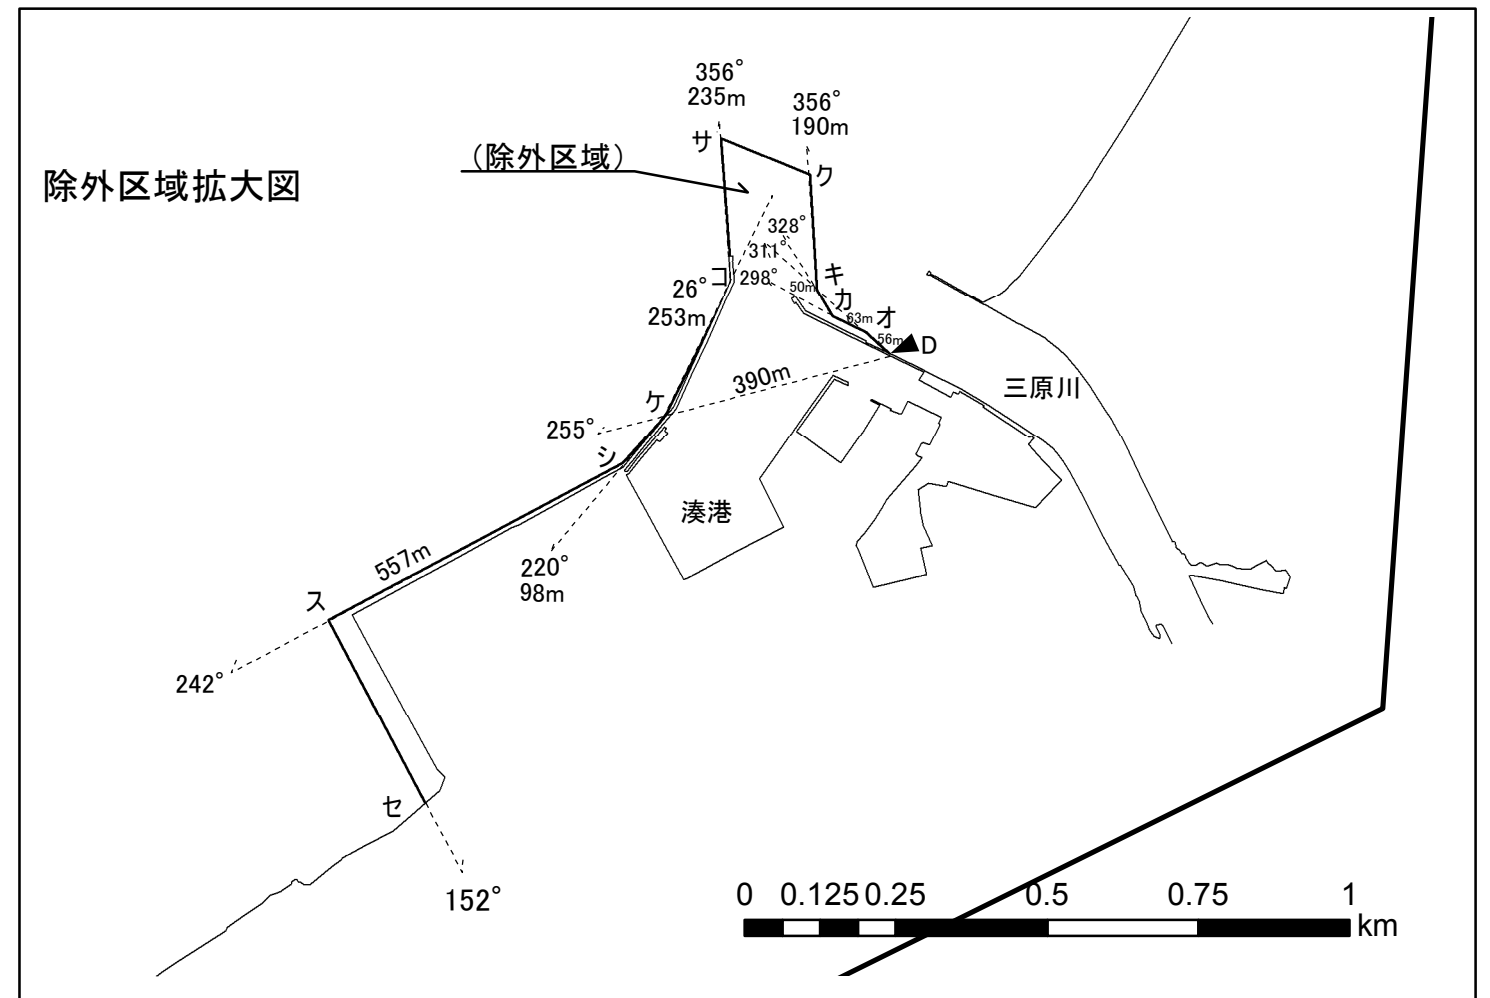 除外区域拡大図
356°
235m
サ
356°
190m
ク
(除外区域)
328°
311°
298°
50m
キ
カ
63m
オ
56m
D
コ
26°
253m
390m
ケ
255°
シ
三原川
湊港
220°
98m
557m
ス
242°
セ
152°
0 0.125 0.25 0.5 0.75 1
km